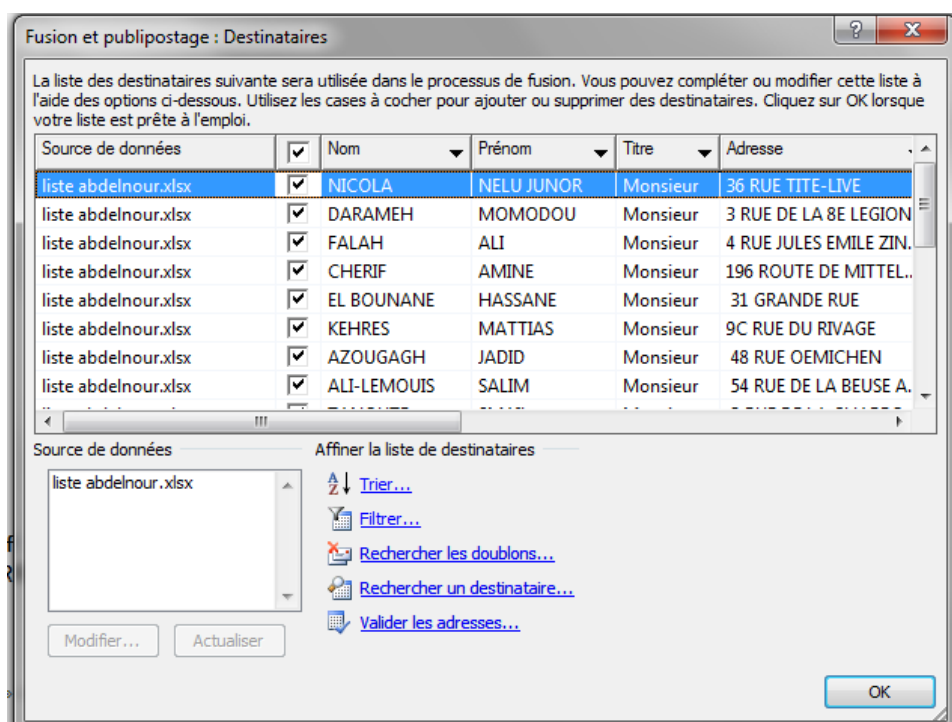 Fusion et publipostage : Destinataires
La liste des destinataires suivante sera utilisée dans le processus de fusion. Vous pouvez compléter ou modifier cette liste à
l'aide des options ci-dessous. Utilisez les cases à cocher pour ajouter ou supprimer des destinataires. Cliquez sur OK lorsque
votre liste est prête à l'emploi.
Source de données Nom Prénom Titre Adresse
liste abdelnour.xlsx NICOLA NELU JUNOR Monsieur 36 RUE TITE-LIVE
liste abdelnour.xlsx DARAMEH MOMODOU Monsieur 3 RUE DE LA 8E LEGION
liste abdelnour.xlsx FALAH ALI Monsieur 4 RUE JULES EMILE ZIN...
liste abdelnour.xlsx CHERIF AMINE Monsieur 196 ROUTE DE MITTEL...
liste abdelnour.xlsx EL BOUNANE HASSANE Monsieur 31 GRANDE RUE
liste abdelnour.xlsx KEHRES MATTIAS Monsieur 9C RUE DU RIVAGE
liste abdelnour.xlsx AZOUGAGH JADID Monsieur 48 RUE OEMICHEN
liste abdelnour.xlsx ALI-LEMOUIS SALIM Monsieur 54 RUE DE LA BEUSE A...
Source de données Affiner la liste de destinataires
liste abdelnour.xlsx
Trier...
Filtrer...
Rechercher les doublons...
Rechercher un destinataire...
Valider les adresses...
Modifier... Actualiser
OK